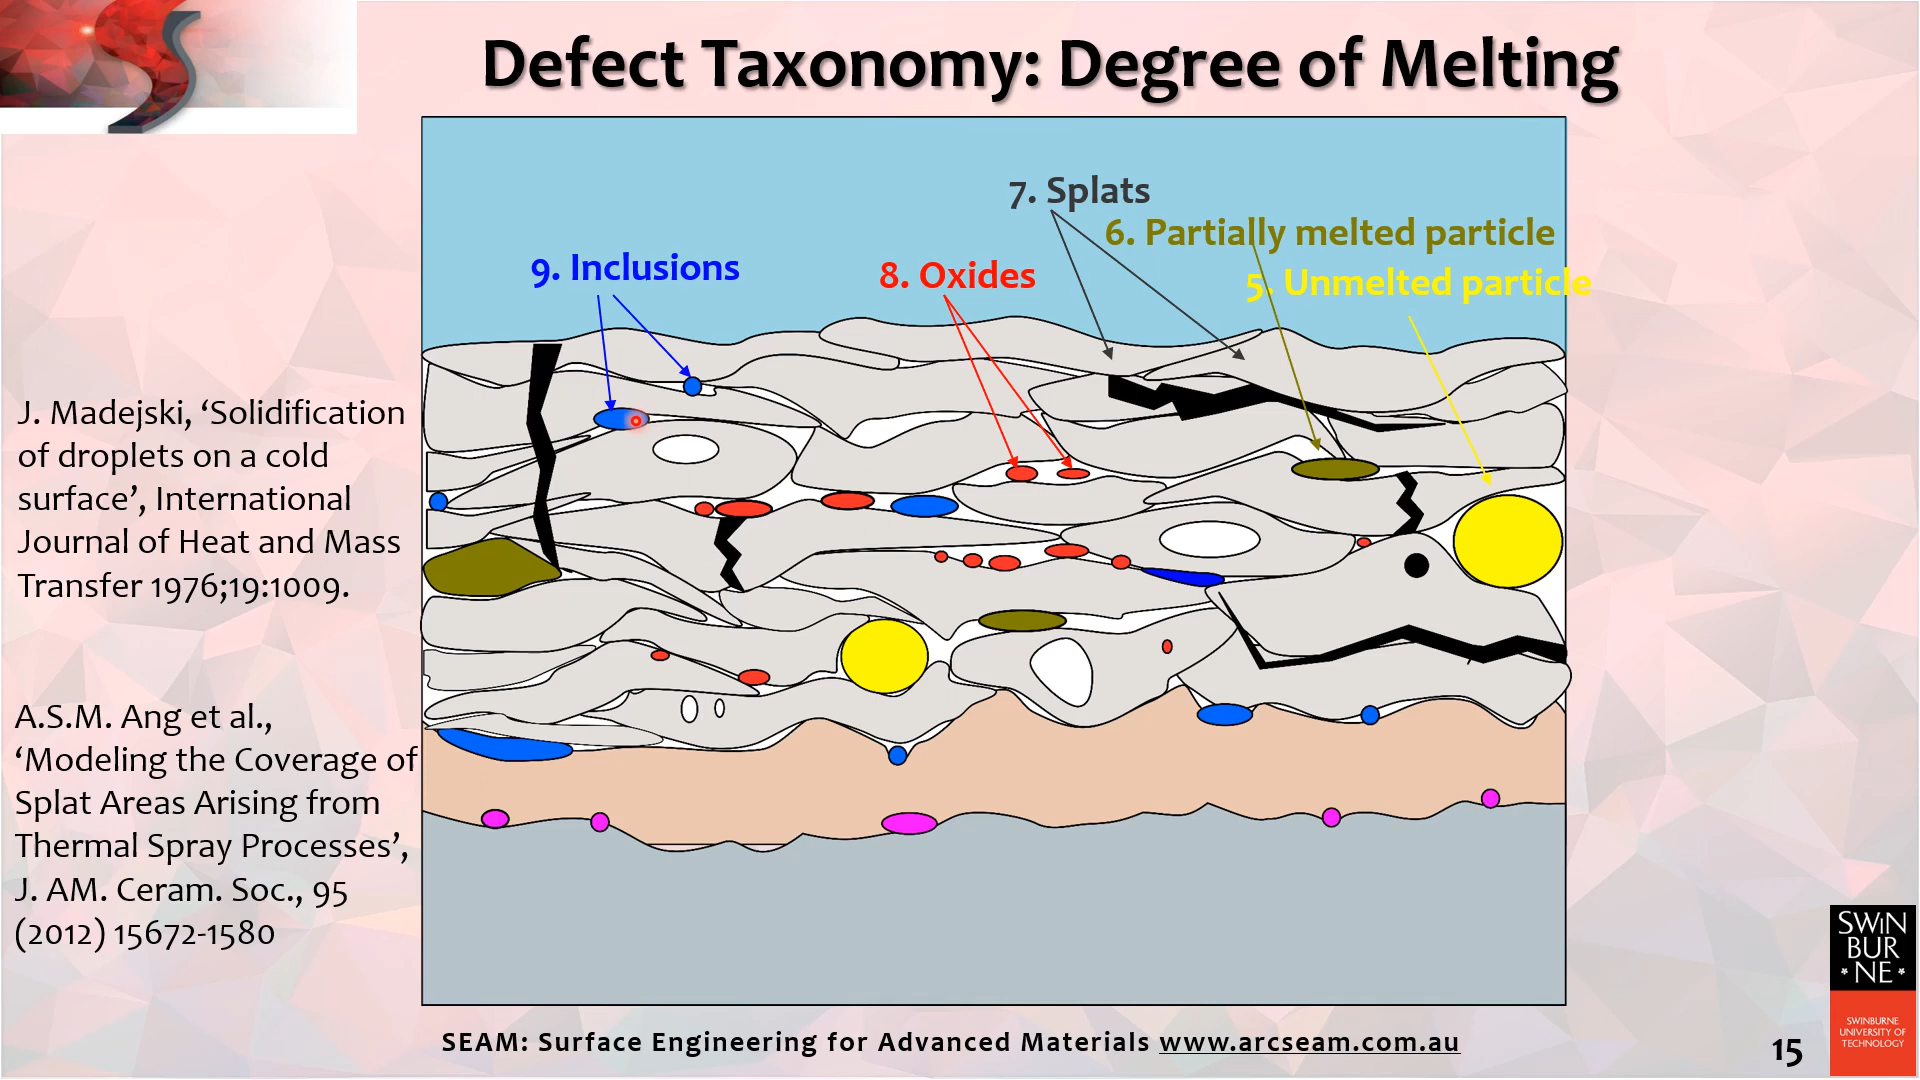 Defect Taxonomy: Degree of Melting
7. Splats
6. Partially melted particle
9. Inclusions
8. Oxides
5. Unmelted particle
J. Madejski, ‘Solidification
of droplets on a cold
surface’, International
Journal of Heat and Mass
Transfer 1976;19:1009.
A.S.M. Ang et al.,
‘Modeling the Coverage of
Splat Areas Arising from
Thermal Spray Processes’,
J. AM. Ceram. Soc., 95
(2012) 15672-1580
SEAM: Surface Engineering for Advanced Materials www.arcseam.com.au
15
SWIN
BUR
*NE*
SWINBURNE
UNIVERSITY OF
TECHNOLOGY